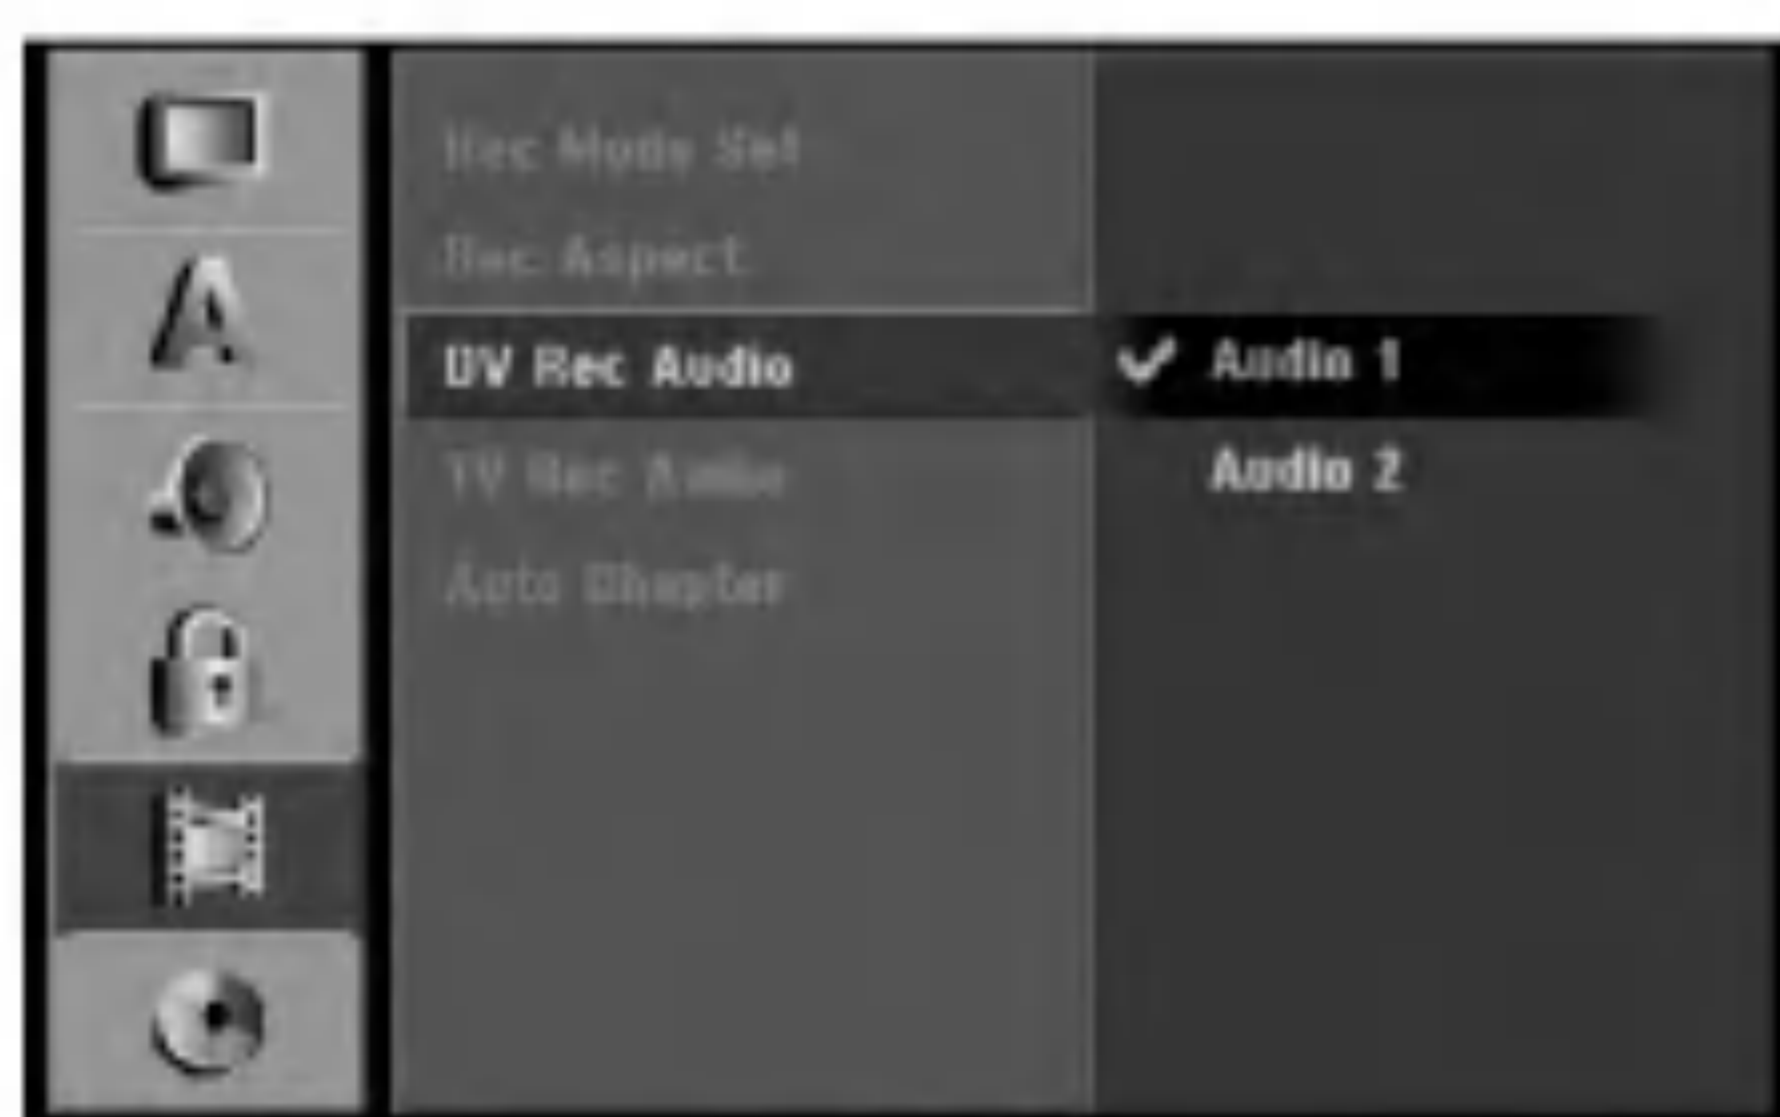 Rec Mode Set
Rec Aspect
DV Rec Audio
Audio 1
TV Rec Audio
Audio 2
Auto Chapter